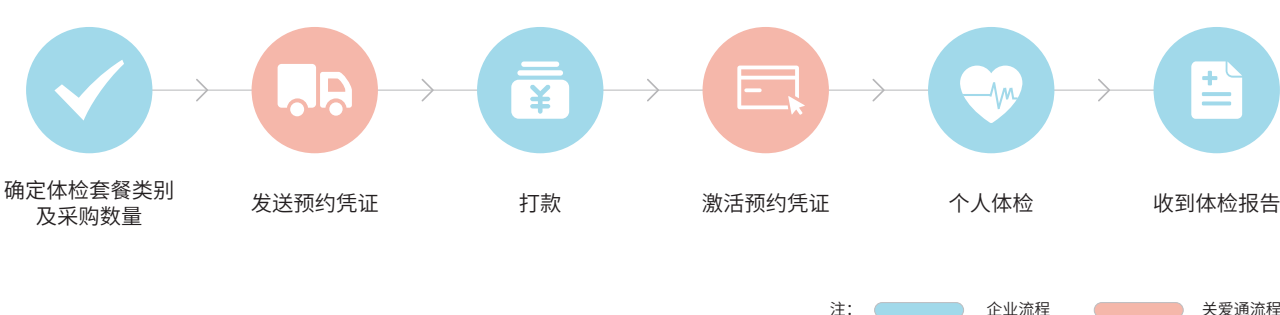 确定体检套餐类别
及采购数量
发送预约凭证
打款
激活预约凭证
个人体检
收到体检报告
注：
企业流程
关爱通流程